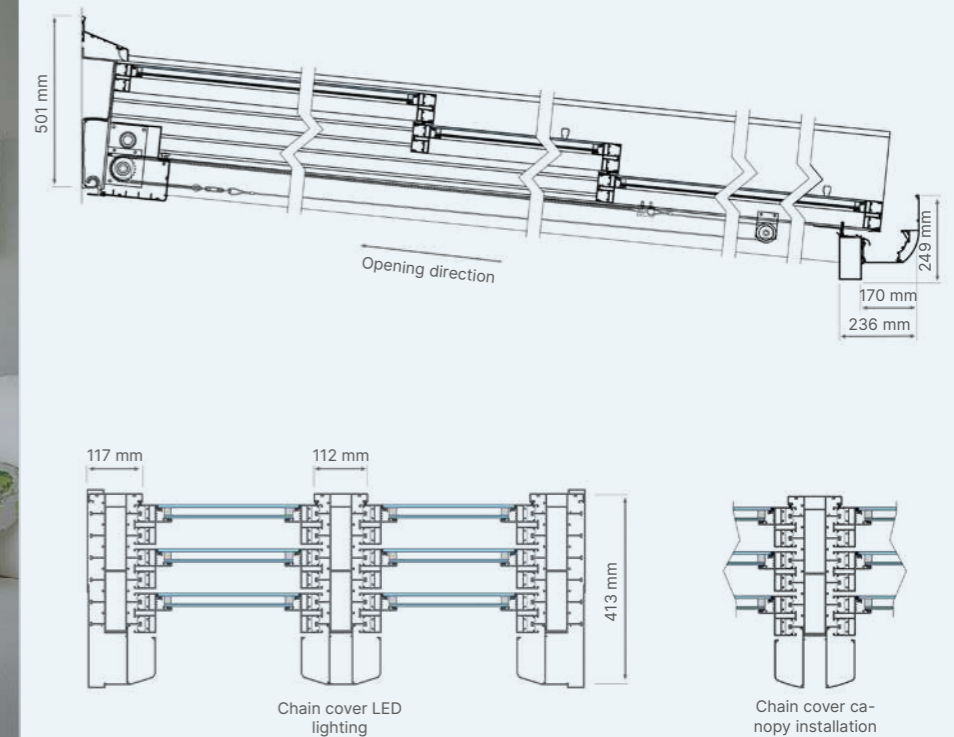 501 mm
Opening direction
249 mm
170 mm
236 mm
117 mm
112 mm
413 mm
Chain cover LED
lighting
Chain cover ca-
nopy installation